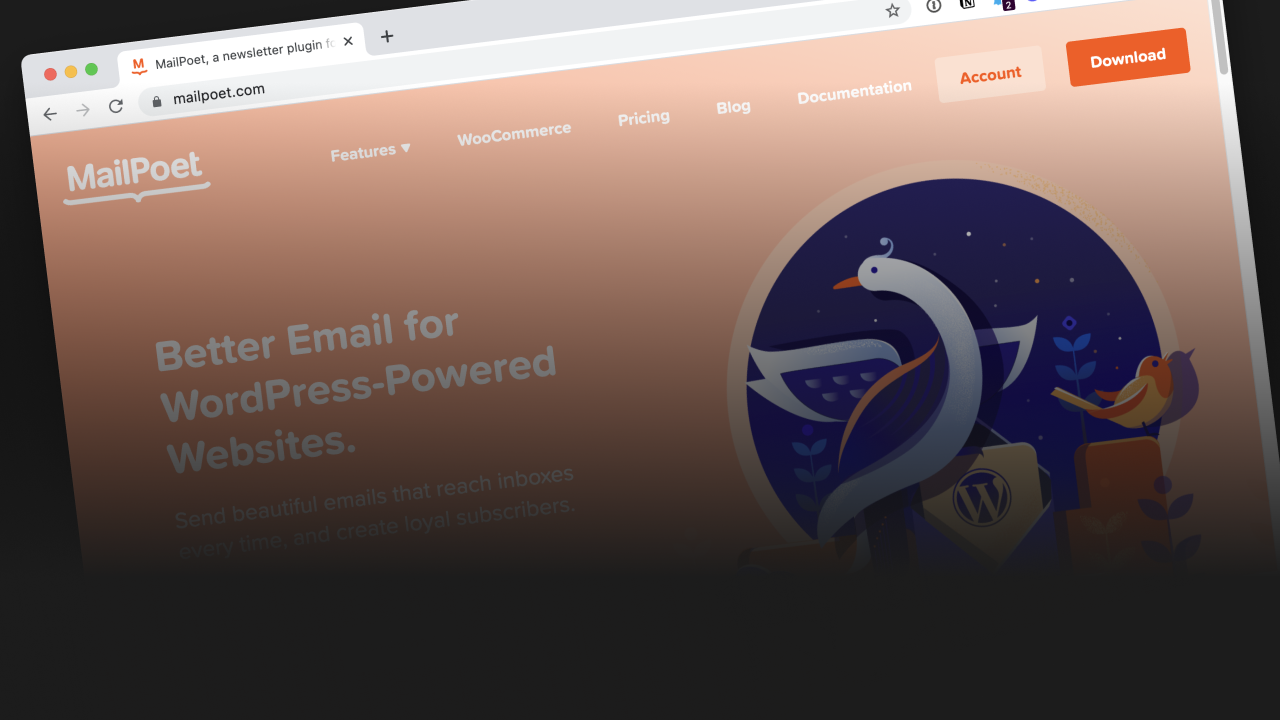 MailPoet, a newsletter plugin fo
mailpoet.com
2
MailPoet
Features ▼
WooCommerce
Pricing
Blog
Documentation
Account
Download
Better Email for
WordPress-Powered
Websites.
Send beautiful emails that reach inboxes
every time, and create loyal subscribers.